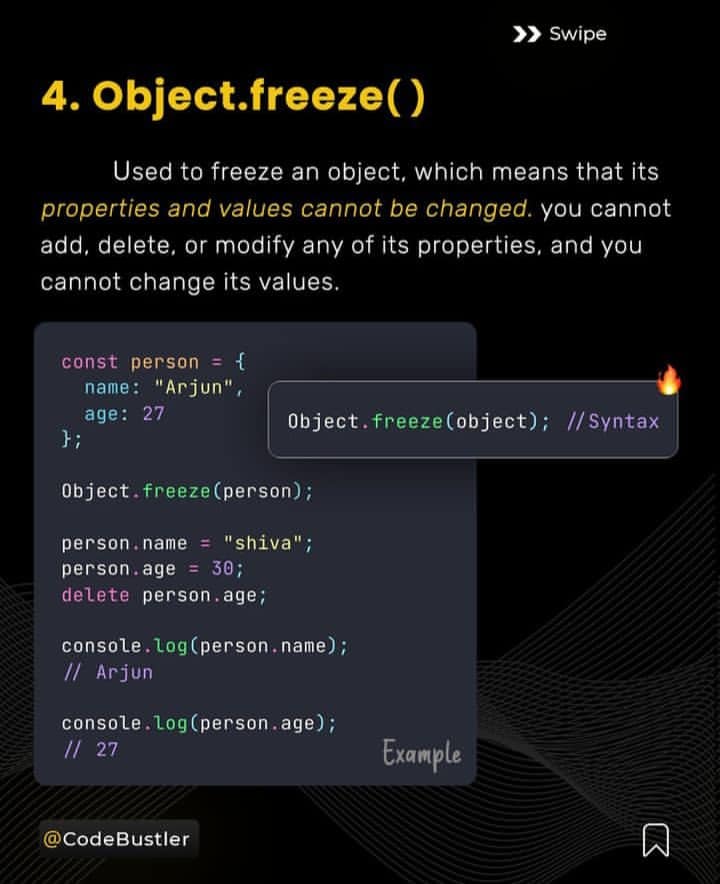 Swipe
4. Object.freeze( )
Used to freeze an object, which means that its
properties and values cannot be changed. you cannot
add, delete, or modify any of its properties, and you
cannot change its values.
const person = {
name: "Arjun",
age: 27
};
Object.freeze(object); //Syntax
Object.freeze(person);
person.name = "shiva";
person.age = 30;
delete person.age;
console.log(person.name);
// Arjun
console.log(person.age);
// 27
Example
@CodeBustler